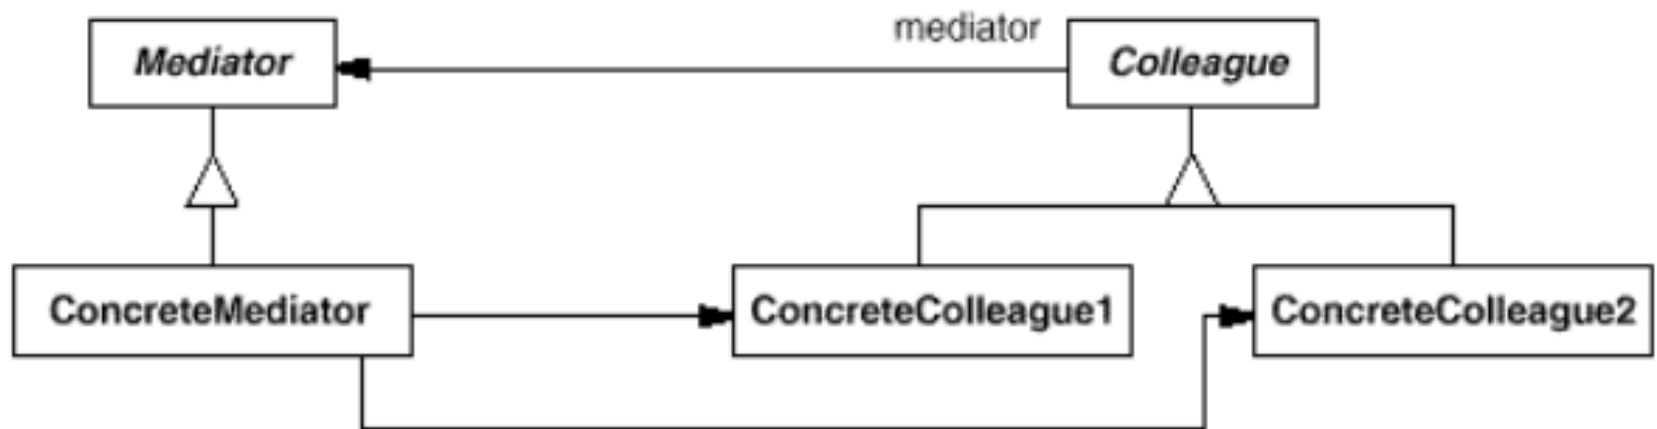 mediator
Mediator
Colleague
ConcreteMediator
ConcreteColleague1
ConcreteColleague2